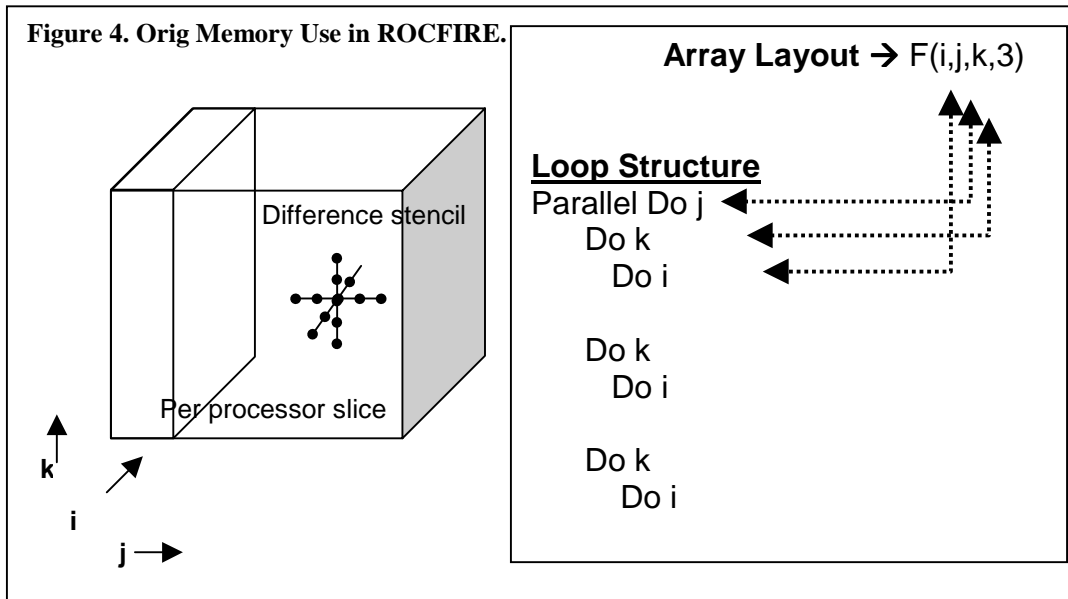 Figure 4. Orig Memory Use in ROCFIRE.
Array Layout → F(i,j,k,3)
Loop Structure
Parallel Do j
Do k
Do i
Do k
Do i
Do k
Do i
Difference stencil
Per processor slice
k
i
j